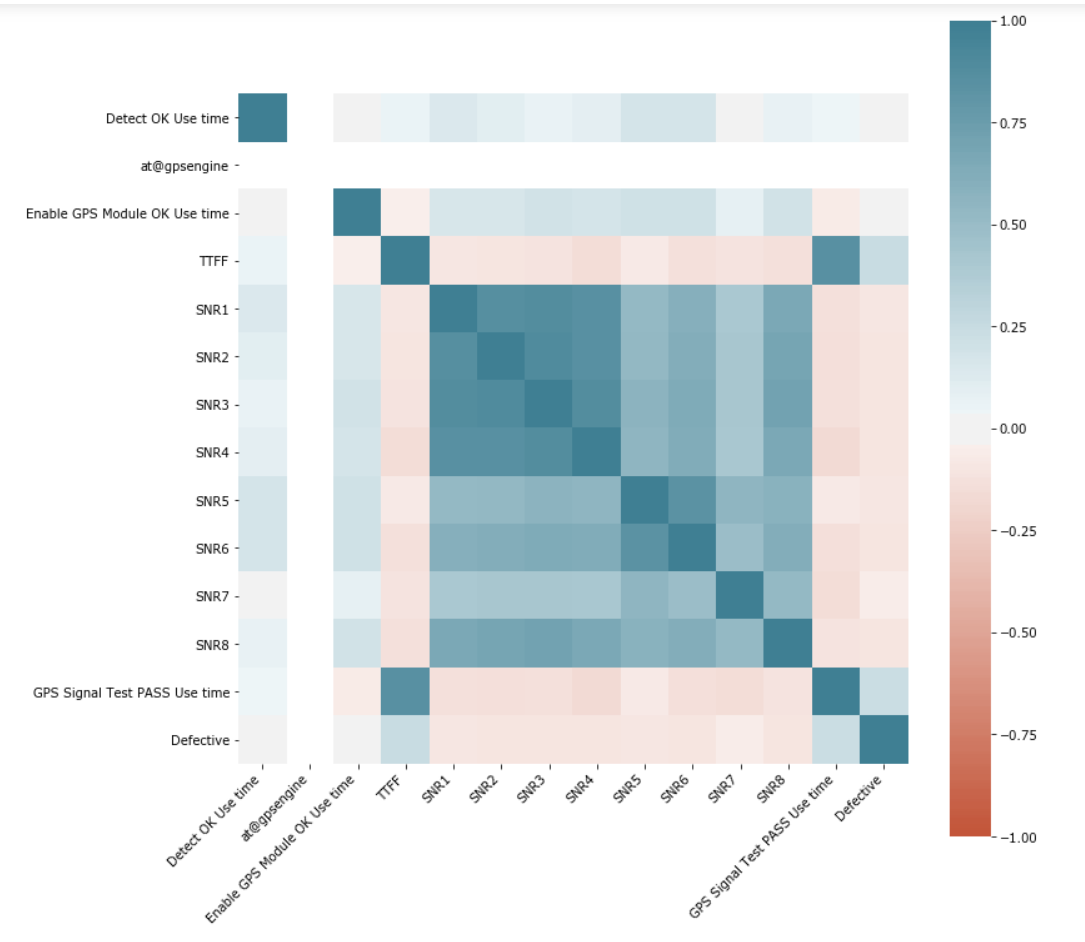 1.00
Detect OK Use time
0.75
at@gpsengine
Enable GPS Module OK Use time
0.50
TTFF
SNR1
0.25
SNR2
SNR3
0.00
SNR4
SNR5
−0.25
SNR6
SNR7
−0.50
SNR8
GPS Signal Test PASS Use time
−0.75
Defective
−1.00
Detect OK Use time
at@gpsengine
Enable GPS Module OK Use time
TTFF
SNR1
SNR2
SNR3
SNR4
SNR5
SNR6
SNR7
SNR8
GPS Signal Test PASS Use time
Defective